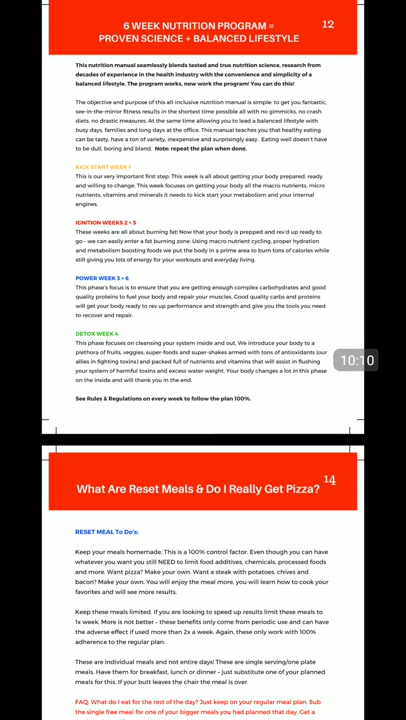 6 WEEK NUTRITION PROGRAM =
12
PROVEN SCIENCE + BALANCED LIFESTYLE
This nutrition manual seamlessly blends tested and true nutrition science, research from
decades of experience in the health industry with the convenience and simplicity of a
balanced lifestyle. The program works, now work the program! You can do this!
The objective and purpose of this all-inclusive nutrition manual is simple: to get you fantastic,
see-in-the-mirror fitness results in the shortest time possible all with no gimmicks, no crash
diets, no drastic measures. At the same time allowing you to lead a balanced lifestyle with
busy days, families and long days at the office. This manual teaches you that healthy eating
can be tasty, have a ton of variety, inexpensive and surprisingly easy. Eating well doesn't have
to be dull, boring and bland. Note: repeat the plan when done.
KICK START WEEK 1
This is our very important first step. This week is all about getting your body prepared, ready
and willing to change. This week focuses on getting your body all the macro nutrients, micro
nutrients, vitamins and minerals it needs to kick start your metabolism and your internal
engines.
IGNITION WEEKS 2 + 5
These weeks are all about burning fat! Now that your body is prepped and rev'd up ready to
go - we can easily enter a fat burning zone. Using macro nutrient cycling, proper hydration
and metabolism boosting foods we put the body in a prime area to burn tons of calories while
still giving you lots of energy for your workouts and everyday living.
POWER WEEK 3 + 6
This phase's focus is to ensure that you are getting enough complex carbohydrates and good
quality proteins to fuel your body and repair your muscles. Good quality carbs and proteins
will get your body ready to rev up performance and strength and give you the tools you need
to recover and repair.
DETOX WEEK 4
This phase focuses on cleansing your system inside and out. We introduce your body to a
plethora of fruits, veggies, super-foods and super-shakes armed with tons of antioxidants (our
allies in fighting toxins) and packed full of nutrients and vitamins that will assist in flushing
your system of harmful toxins and excess water weight. Your body changes a lot in this phase
on the inside and will thank you in the end.
10:10
See Rules & Regulations on every week to follow the plan 100%.
14
What Are Reset Meals & Do I Really Get Pizza?
RESET MEAL To Do's:
Keep your meals homemade. This is a 100% control factor. Even though you can have
whatever you want you still NEED to limit food additives, chemicals, processed foods
and more. Want pizza? Make your own. Want a steak with potatoes, chives and
bacon? Make your own. You will enjoy the meal more, you will learn how to cook your
favorites and will see more results.
Keep these meals limited. If you are looking to speed up results limit these meals to
1x week. More is not better - these benefits only come from periodic use and can have
the adverse effect if used more than 2x a week. Again, these only work with 100%
adherence to the regular plan.
These are individual meals and not entire days! These are single serving/one plate
meals. Have them for breakfast, lunch or dinner - just substitute one of your planned
meals for this. If your butt leaves the chair the meal is over.
FAQ: What do I eat for the rest of the day? Just keep on your regular meal plan. Sub
the single free meal for one of your bigger meals you had planned that day. Get a